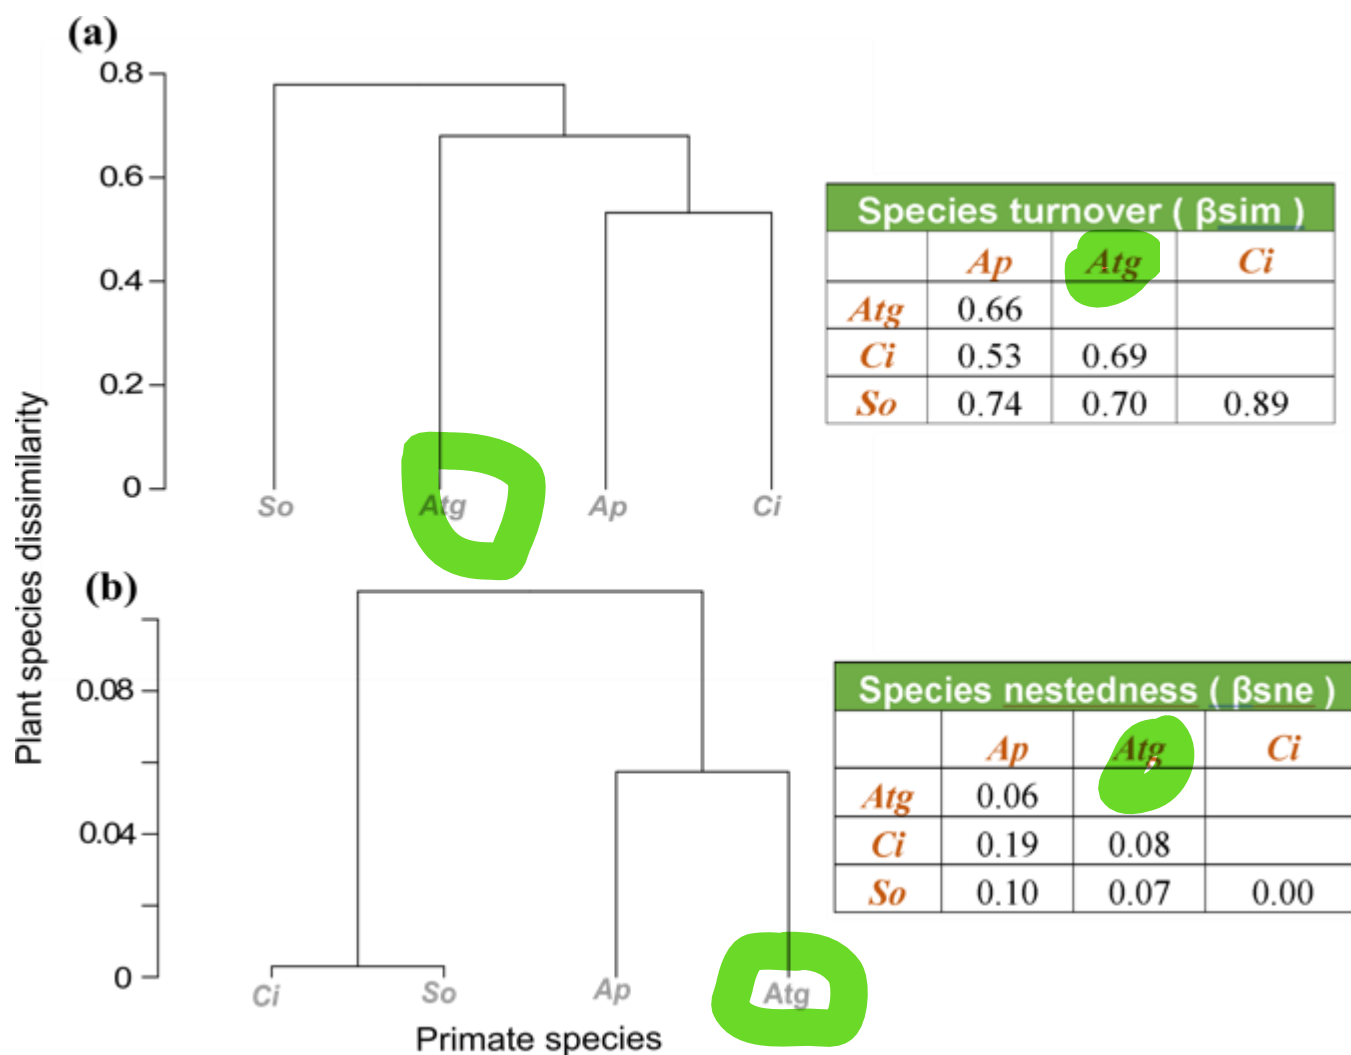 (a)
0.8
0.6
0.4
0.2
0
So Atg Ap Ci
Species turnover ( βsim )
Ap Atg Ci
Atg 0.66
Ci 0.53 0.69
So 0.74 0.70 0.89
Plant species dissimilarity
(b)
0.08
0.04
0
Ci So Ap Atg
Primate species
Species nestedness ( βsne )
Ap Atg Ci
Atg 0.06
Ci 0.19 0.08
So 0.10 0.07 0.00